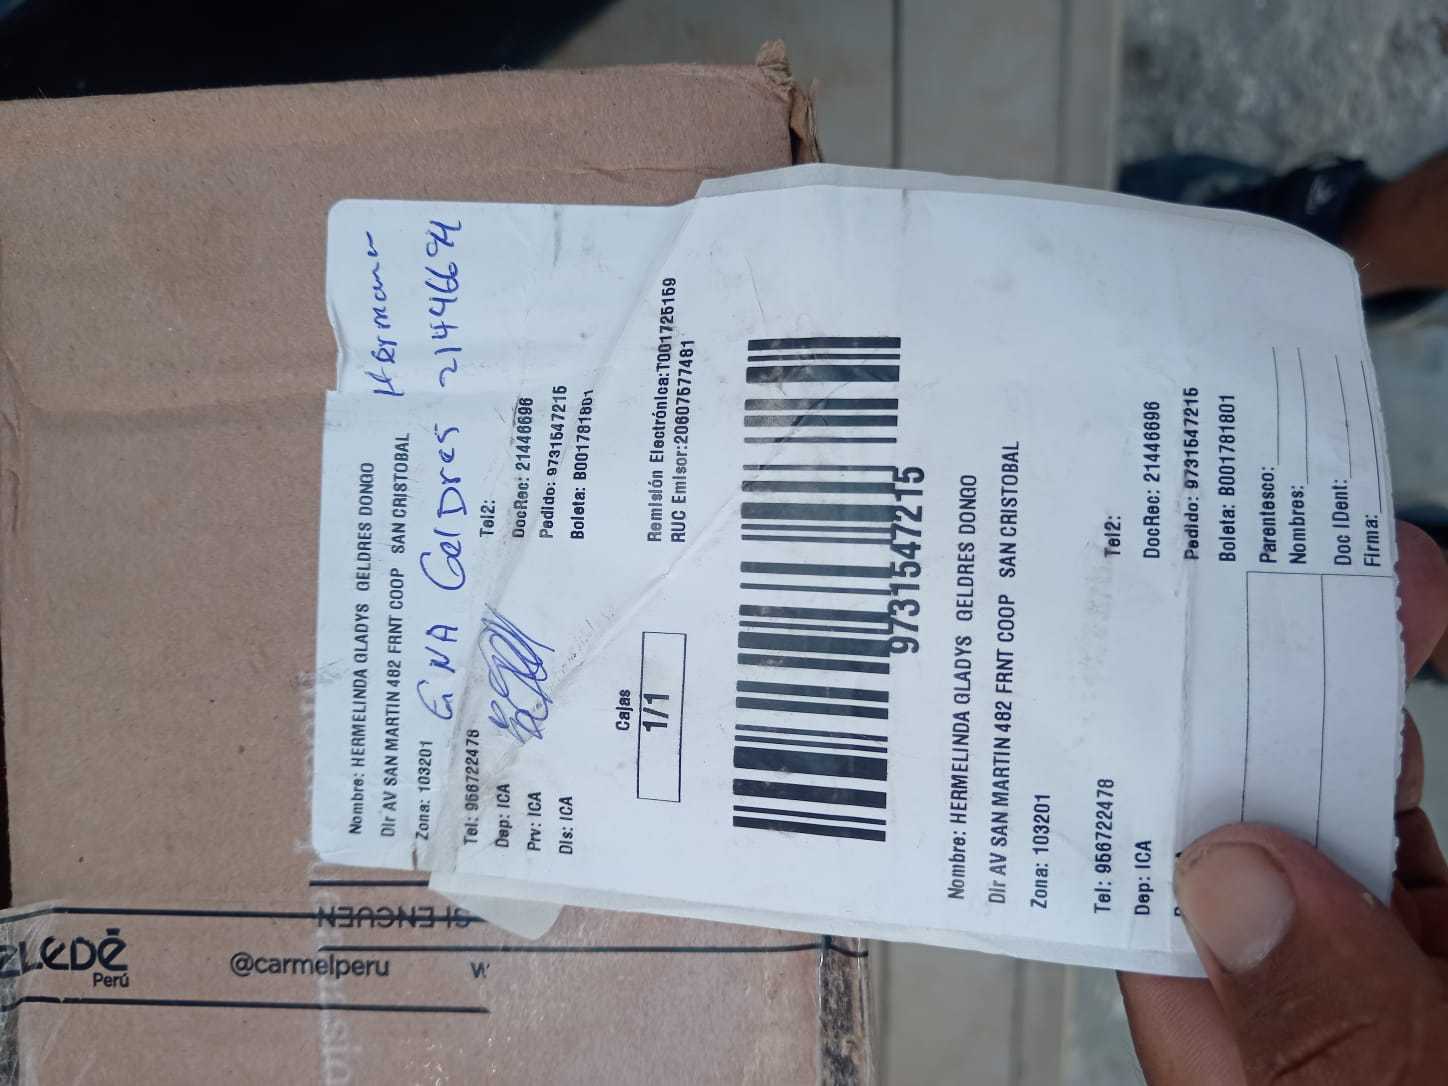 Nombre: HERMELINDA GLADYS GELDRES DONGO
Hermana
Dir AV SAN MARTIN 482 FRNT COOP SAN CRISTOBAL
Zona: 103201
GINA GelDres 21446694
Tel: 956722478 Tel2:
Dep: ICA DocRec: 21446696
Prv: ICA Pedido: 9731547215
Dis: ICA Boleta: B001781801
Cajas
1/1
Remisión Electrónica:T001725159
RUC Emisor:20607577481
9731547215
Nombre: HERMELINDA GLADYS GELDRES DONGO
Dir AV SAN MARTIN 482 FRNT COOP SAN CRISTOBAL
Zona: 103201
Tel: 956722478 Tel2:
Dep: ICA DocRec: 21446696
Pedido: 9731547215
Boleta: B001781801
Parentesco:
Nombres:
Doc IDent:
Firma:
Perú
@carmelperu